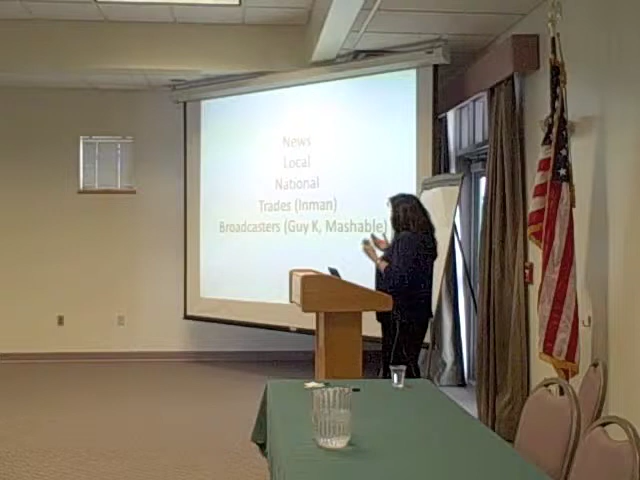 News
Local
National
Trades (Inman)
Broadcasters (Guy K, Mashable)